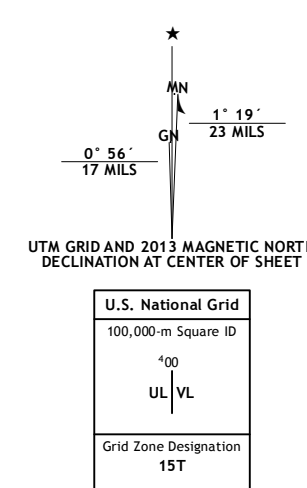 ★
MN
1° 19´
GN
23 MILS
0° 56´
17 MILS
UTM GRID AND 2013 MAGNETIC NORT
DECLINATION AT CENTER OF SHEET
U.S. National Grid
100,000-m Square ID
⁴00
UL VL
Grid Zone Designation
15T